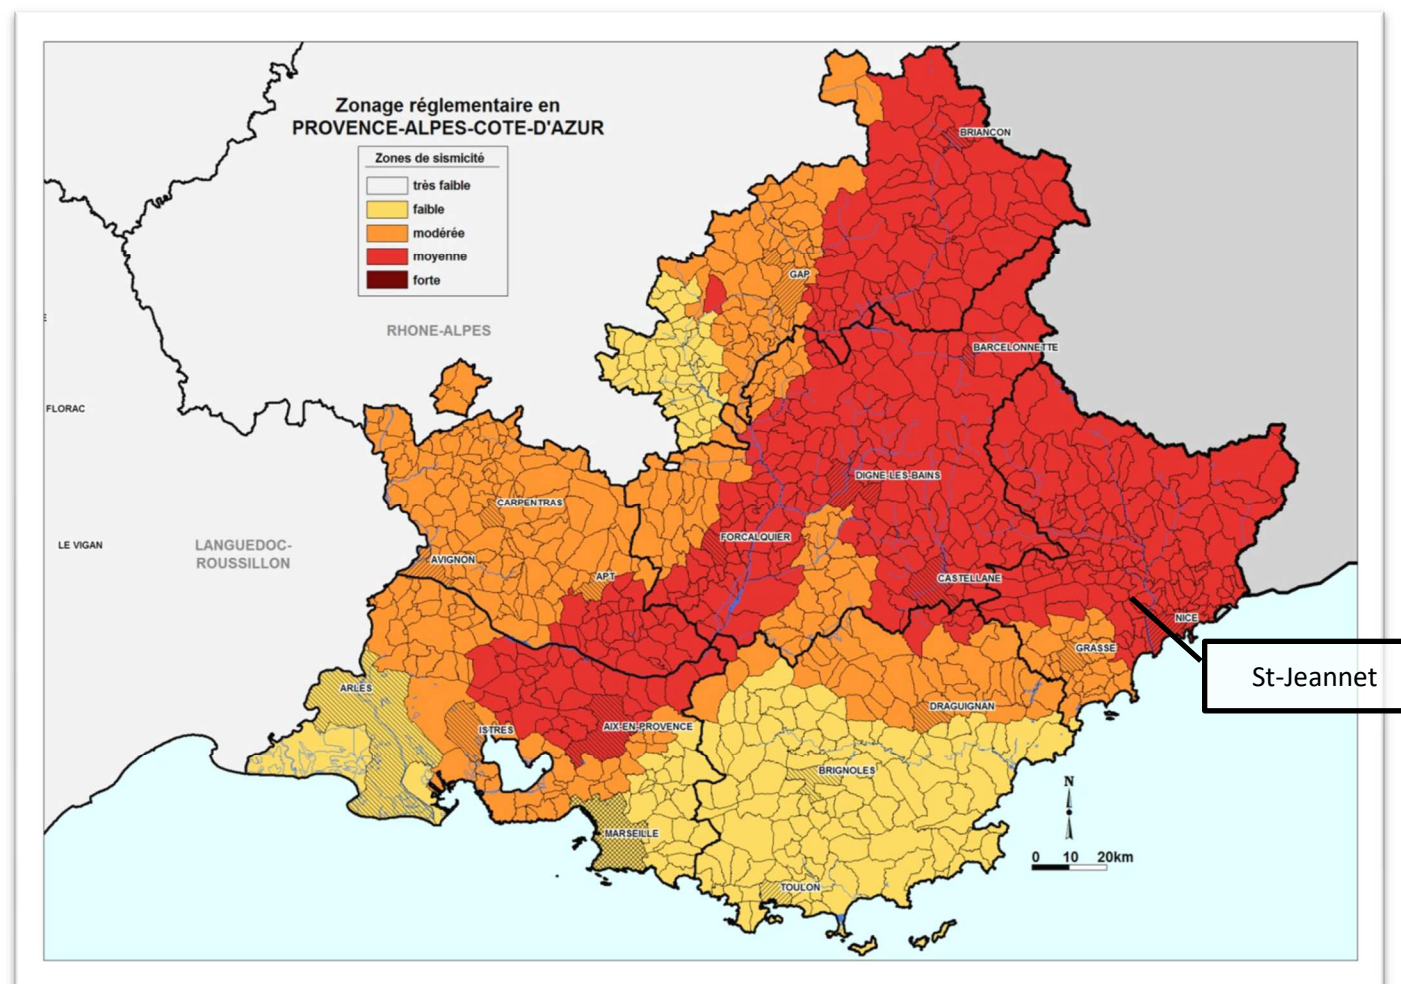 Zonage réglementaire en
PROVENCE-ALPES-COTE-D'AZUR
Zones de sismicité
très faible
faible
modérée
moyenne
forte
BRIANCON
GAP
RHONE-ALPES
BARCELONNETTE
FLORAC
DIGNE-LES-BAINS
CARPENTRAS
LE VIGAN
LANGUEDOC-
ROUSSILLON
FORCALQUIER
AVIGNON
APT
CASTELLANE
NICE
GRASSE
St-Jeannet
ARLES
DRAGUIGNAN
ISTRES
AIX-EN-PROVENCE
BRIGNOLES
N
MARSEILLE
0 10 20km
TOULON